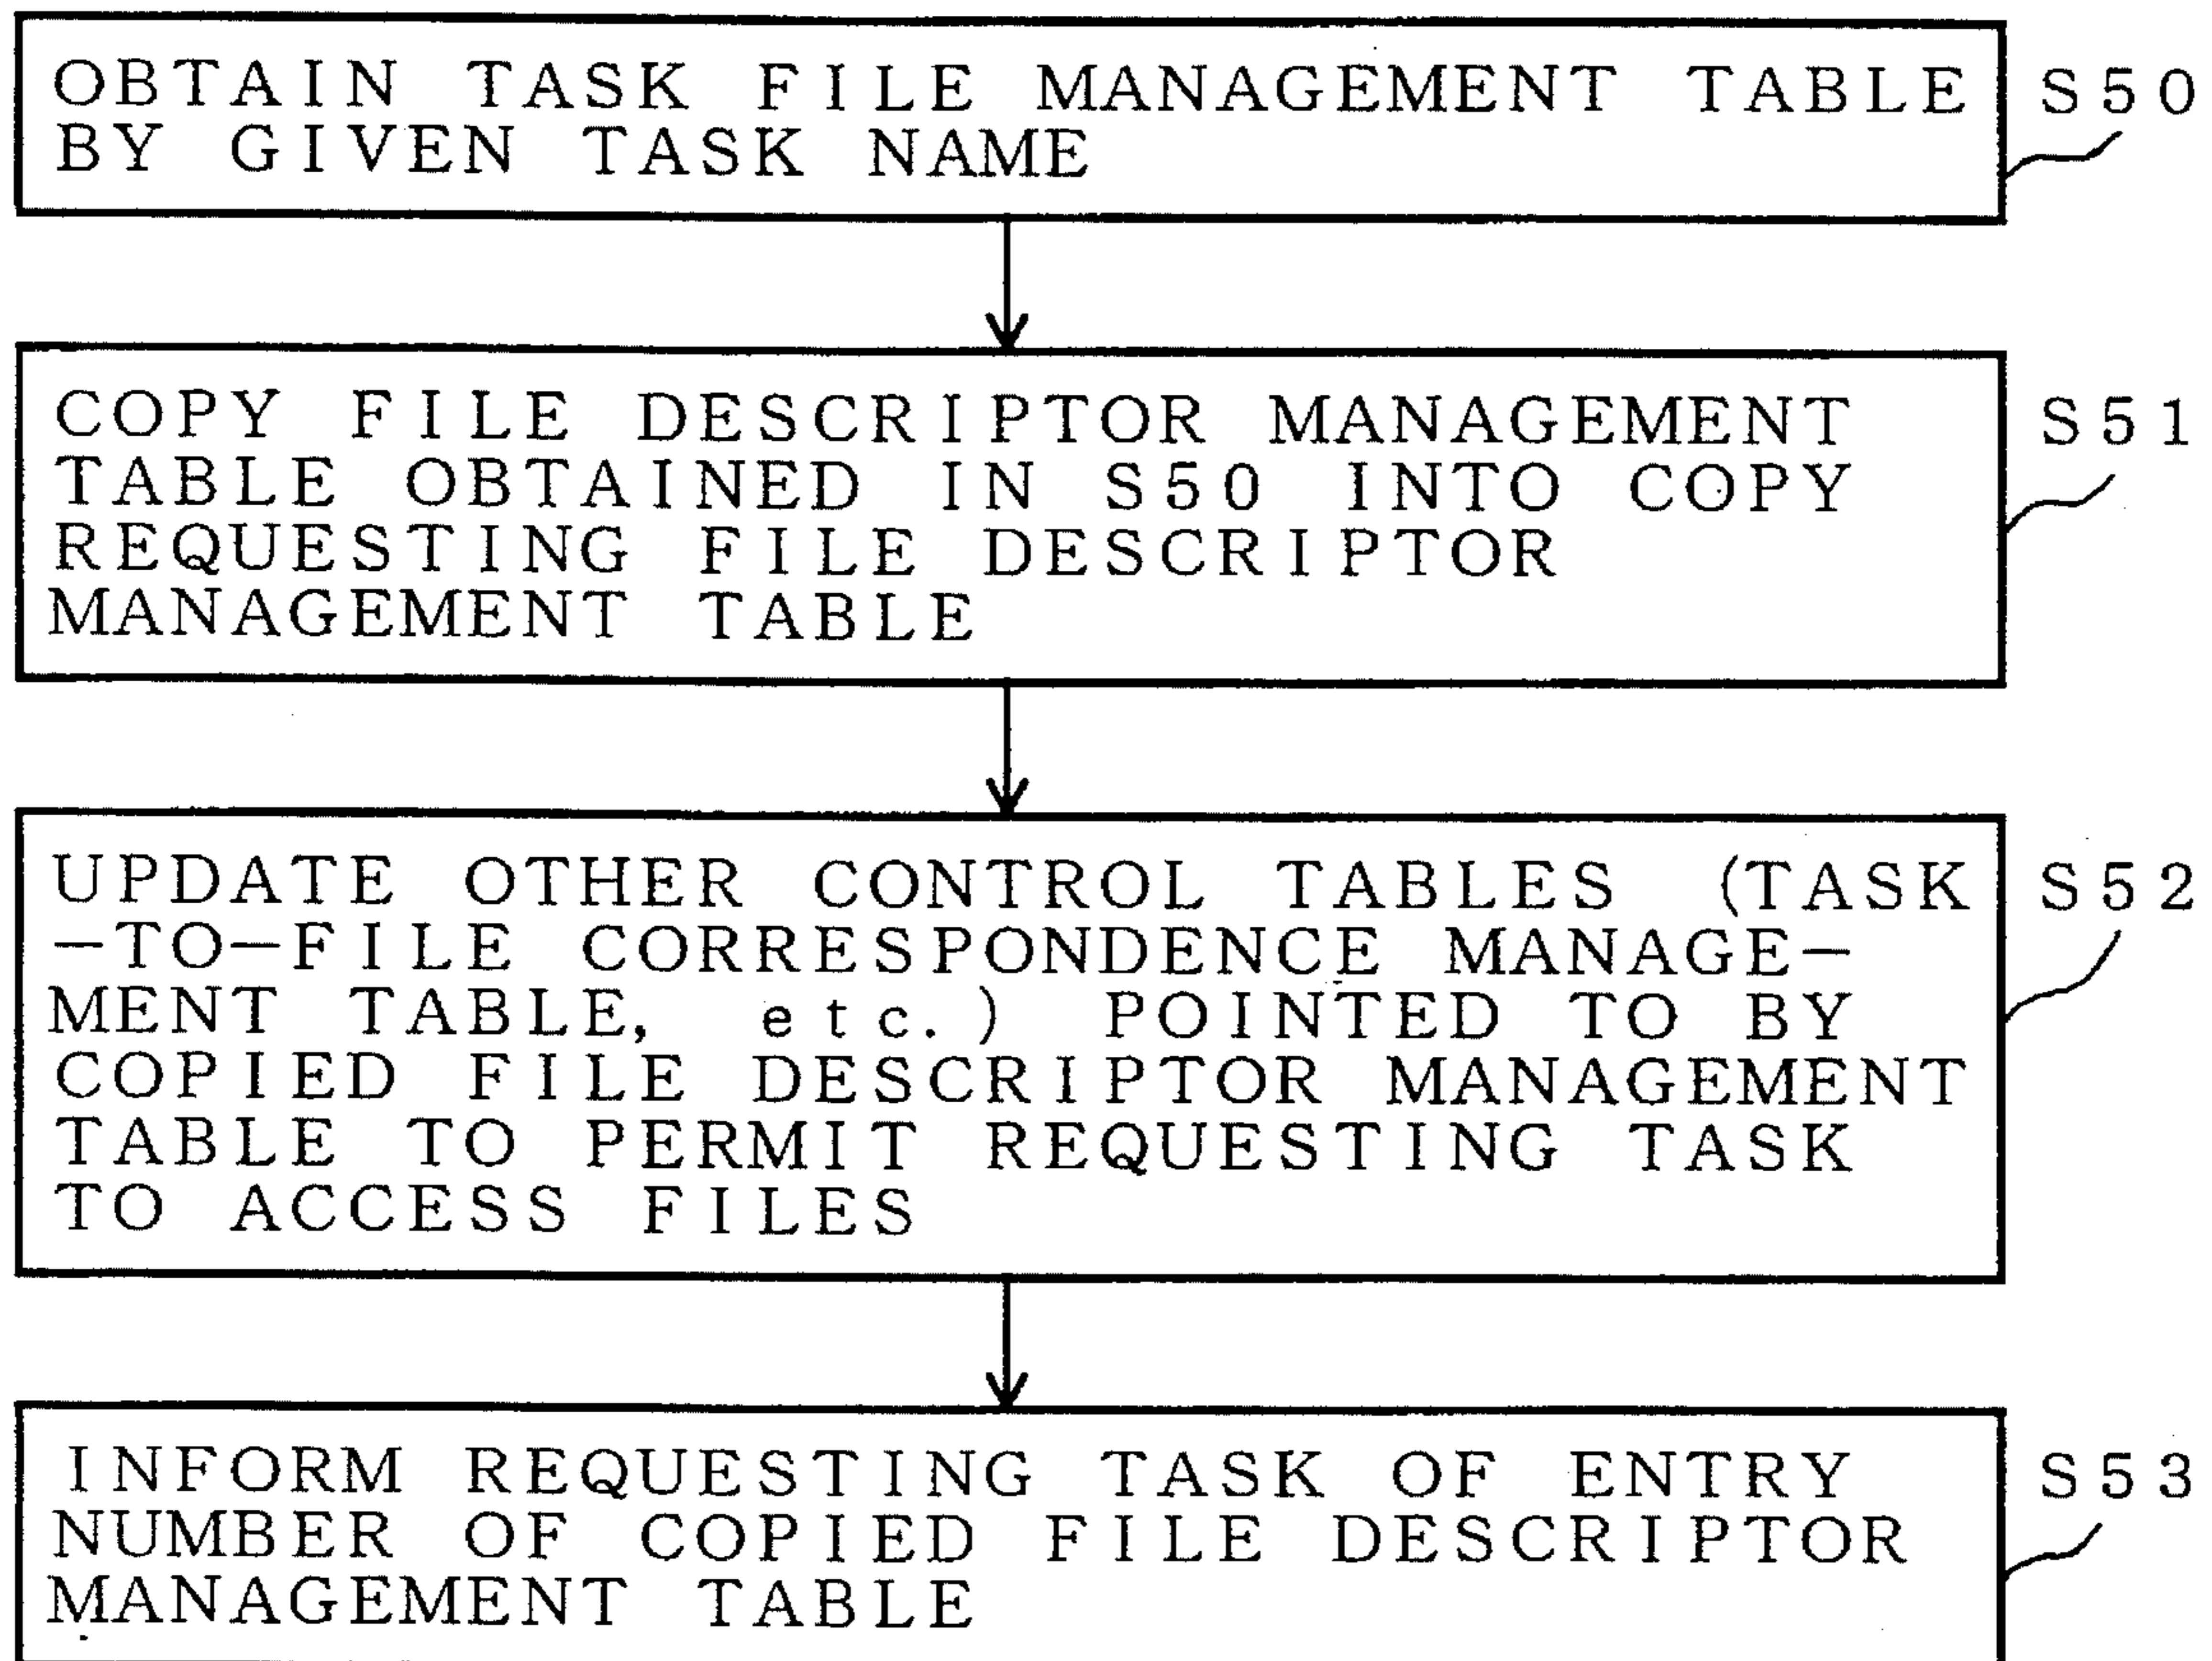 OBTAIN TASK FILE MANAGEMENT TABLE
BY GIVEN TASK NAME
S50
COPY FILE DESCRIPTOR MANAGEMENT
TABLE OBTAINED IN S50 INTO COPY
REQUESTING FILE DESCRIPTOR
MANAGEMENT TABLE
S51
UPDATE OTHER CONTROL TABLES (TASK
-TO-FILE CORRESPONDENCE MANAGE-
MENT TABLE, etc.) POINTED TO BY
COPIED FILE DESCRIPTOR MANAGEMENT
TABLE TO PERMIT REQUESTING TASK
TO ACCESS FILES
S52
INFORM REQUESTING TASK OF ENTRY
NUMBER OF COPIED FILE DESCRIPTOR
MANAGEMENT TABLE
S53